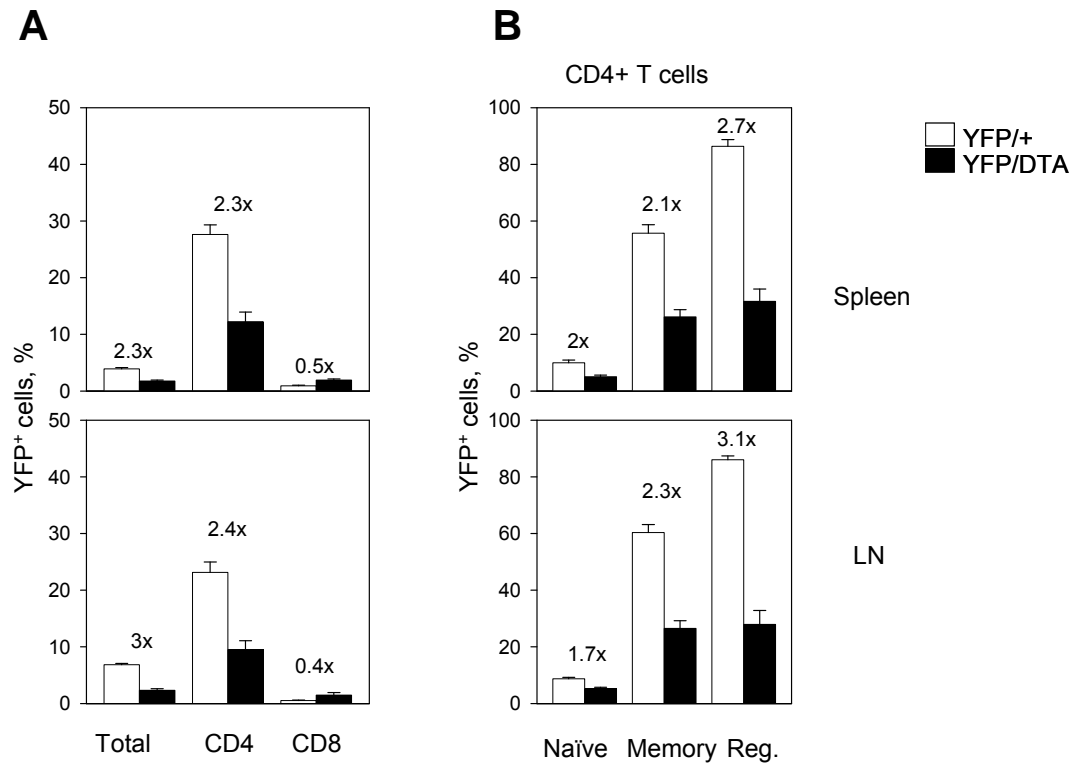 A
B
CD4+ T cells
YFP/+
YFP/DTA
50
40
30
20
10
0
2.3x
2.3x
0.5x
100
80
60
40
20
0
2x
2.1x
2.7x
Spleen
YFP+ cells, %
YFP+ cells, %
50
40
30
20
10
0
3x
2.4x
0.4x
100
80
60
40
20
0
1.7x
2.3x
3.1x
LN
Total CD4 CD8
Naïve Memory Reg.